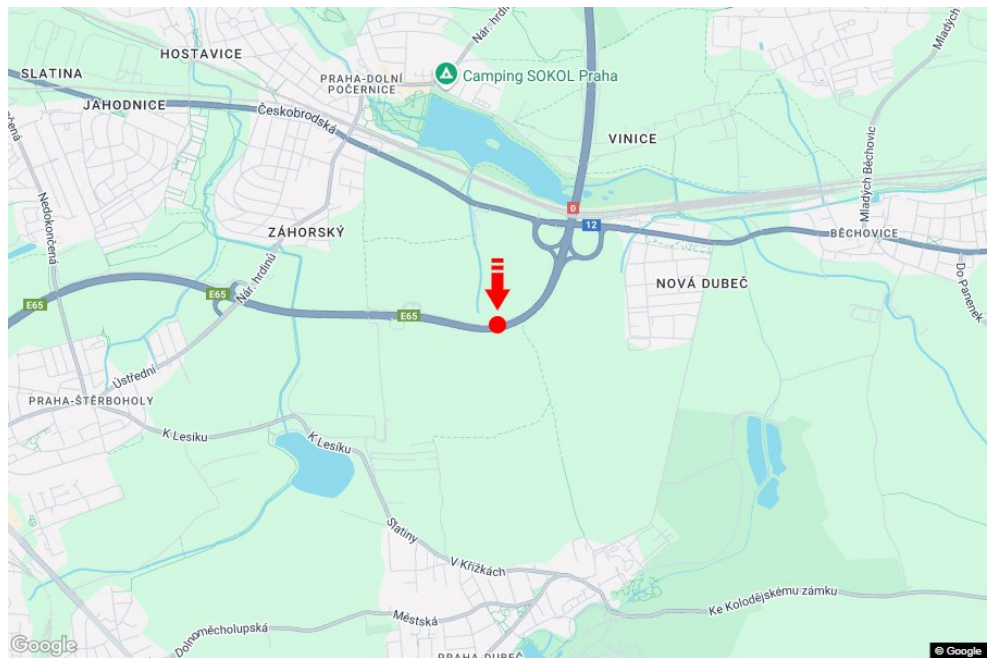 HOSTAVICE
SLATINA
JAHODNICE
PRAHA-DOLNÍ
POČERNICE
Nár. hrdinů
Camping SOKOL Praha
Mladých Běchovic
Českobrodská
VINICE
Nedokončená
ZÁHORSKÝ
Nár. hrdinů
0
12
Mladých Běchovic
BĚCHOVICE
Do Panenek
NOVÁ DUBEČ
E65
E65
E65
Ústřední
PRAHA-ŠTĚRBOHOLY
K Lesíku
K Lesíku
Slatiny
V Křížkách
Městská
Dolnoměcholupská
Ke Kolodějskému zámku
PRAHA-DUBEČ
Google
© Google